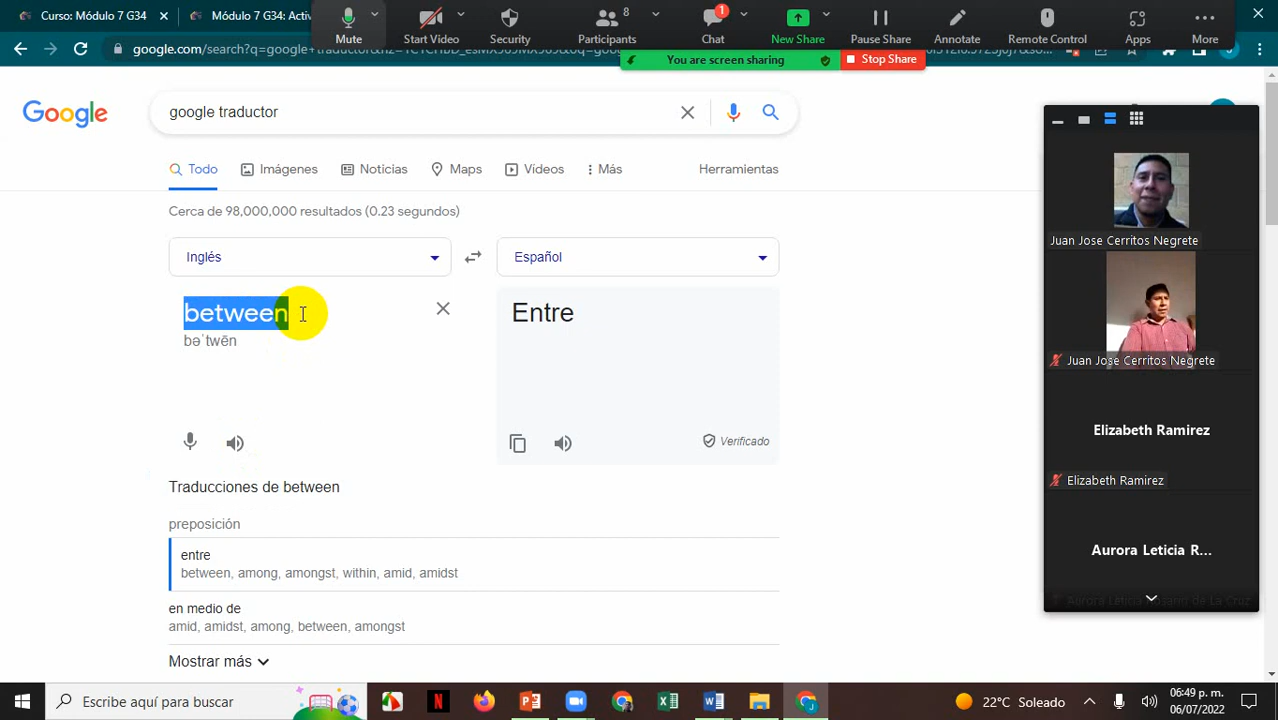 Curso: Módulo 7 G34
Módulo 7 G34: Activ
Mute
Start Video
Security
8
Participants
1
Chat
New Share
Pause Share
Annotate
Remote Control
Apps
More
You are screen sharing
Stop Share
Google
google traductor
Todo
Imágenes
Noticias
Maps
Vídeos
Más
Herramientas
Cerca de 98,000,000 resultados (0.23 segundos)
Inglés
Español
between
bəˈtwēn
Entre
Verificado
Traducciones de between
preposición
entre
between, among, amongst, within, amid, amidst
en medio de
amid, amidst, among, between, amongst
Mostrar más
Juan Jose Cerritos Negrete
Juan Jose Cerritos Negrete
Elizabeth Ramirez
Elizabeth Ramirez
Aurora Leticia R...
Escribe aquí para buscar
22°C Soleado
06:49 p. m.
06/07/2022